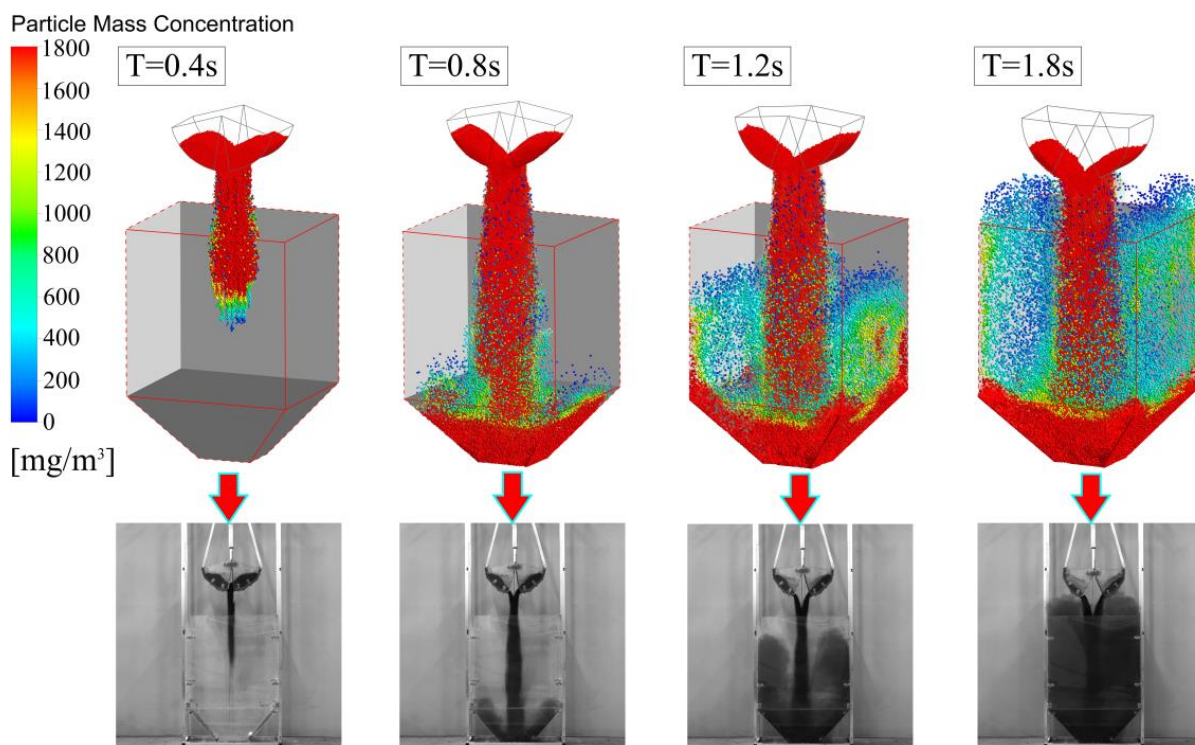 Particle Mass Concentration
1800
1600
1400
1200
1000
800
600
400
200
0
[mg/m³]
T=0.4s
T=0.8s
T=1.2s
T=1.8s